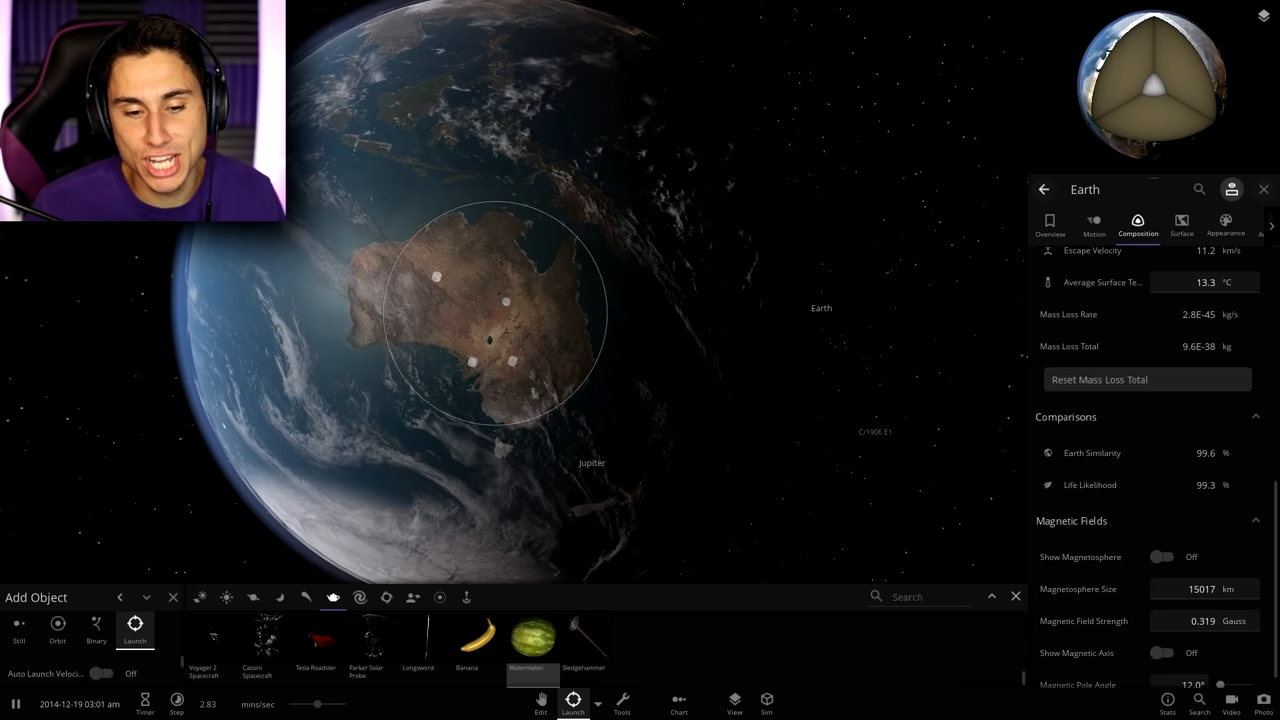 Earth
Overview
Motion
Composition
Surface
Appearance
Escape Velocity 11.2 km/s
Average Surface Te... 13.3 °C
Mass Loss Rate 2.8E-45 kg/s
Mass Loss Total 9.6E-38 kg
Reset Mass Loss Total
Comparisons
Earth Similarity 99.6 %
Life Likelihood 99.3 %
Magnetic Fields
Show Magnetosphere Off
Magnetosphere Size 15017 km
Magnetic Field Strength 0.319 Gauss
Show Magnetic Axis Off
Magnetic Pole Angle 12.0°
Earth
C/1906 E1
Jupiter
Add Object
Search
Still
Orbit
Binary
Launch
Auto Launch Veloci... Off
Voyager 2
Spacecraft
Cassini
Spacecraft
Tesla Roadster
Parker Solar
Probe
Longsword
Banana
Watermelon
Sledgehammer
2014-12-19 03:01 am
Timer
Step
2.83 mins/sec
Edit
Launch
Tools
Chart
View
Sim
Stats
Search
Video
Photo